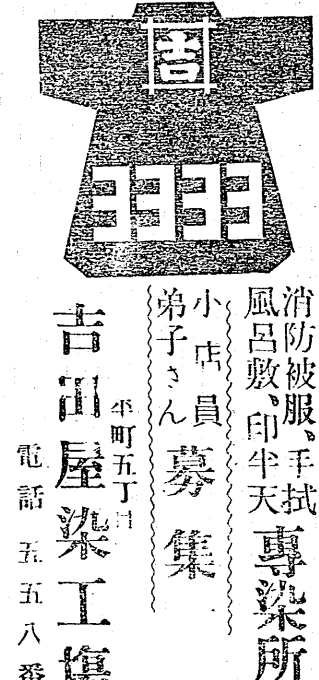 吉
消防被服、手拭
風呂敷、印半天
專染所
小店員
弟子さん
募集
平町五丁目
吉田屋染工場
電話 五五八番